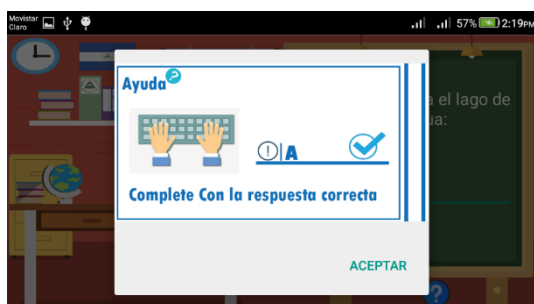 Movistar
Claro
57% 2:19PM
Ayuda
A
Complete Con la respuesta correcta
a el lago de
ua:
ACEPTAR
?